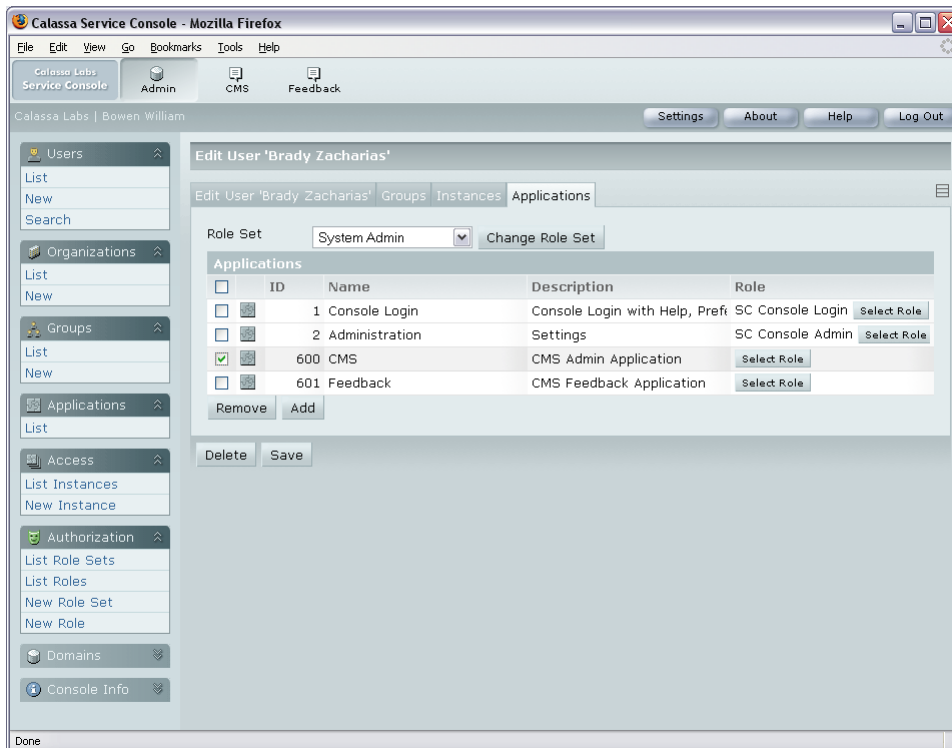 Calassa Service Console - Mozilla Firefox
File Edit View Go Bookmarks Tools Help
Calassa Labs
Service Console
Admin
CMS
Feedback
Calassa Labs | Bowen William
Settings
About
Help
Log Out
Users
List
New
Search
Organizations
List
New
Groups
List
New
Applications
List
Access
List Instances
New Instance
Authorization
List Role Sets
List Roles
New Role Set
New Role
Domains
Console Info
Edit User 'Brady Zacharias'
Edit User 'Brady Zacharias' Groups Instances Applications
Role Set System Admin Change Role Set
Applications
ID Name Description Role
1 Console Login Console Login with Help, Prefe SC Console Login Select Role
2 Administration Settings SC Console Admin Select Role
600 CMS CMS Admin Application Select Role
601 Feedback CMS Feedback Application Select Role
Remove Add
Delete Save
Done